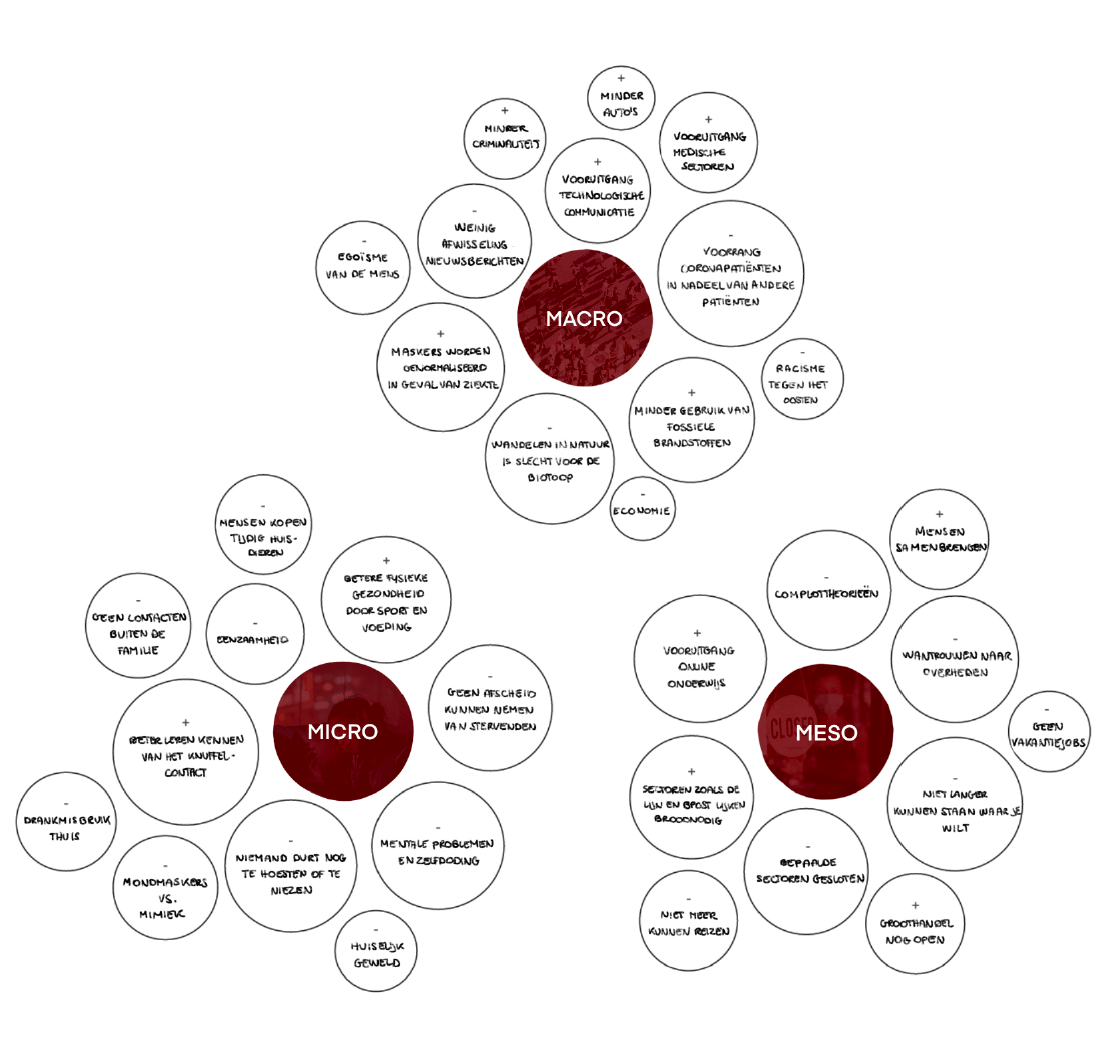 +
MINDER
AUTO'S
+
MINDER
CRIMINALITEIT
+
VOORUITGANG
MEDISCHE
SECTOREN
+
VOORUITGANG
TECHNOLOGISCHE
COMMUNICATIE
-
WEINIG
AFWISSELING
NIEUWSBERICHTEN
-
EGOÏSME
VAN DE MENS
-
VOORRANG
CORONAPATIËNTEN
IN NADEEL VAN ANDERE
PATIËNTEN
MACRO
+
MASKERS WORDEN
GENORMALISEERD
IN GEVAL VAN ZIEKTE
-
RACISME
TEGEN HET
OOSTEN
+
MINDER GEBRUIK VAN
FOSSIELE
BRANDSTOFFEN
-
WANDELEN IN NATUUR
IS SLECHT VOOR DE
BIOTOOP
-
ECONOMIE
-
MENSEN KOPEN
TIJDIG HUIS-
DIEREN
+
BETERE FYSIEKE
GEZONDHEID
DOOR SPORT EN
VOEDING
-
GEEN CONTACTEN
BUITEN DE
FAMILIE
-
EENZAAMHEID
-
GEEN AFSCHEID
KUNNEN NEMEN
VAN STERVENDEN
MICRO
+
BETER LEREN KENNEN
VAN HET KNUFFEL-
CONTACT
-
DRANKMISBRUIK
THUIS
-
MONDMASKERS
VS.
MIMIEK
-
NIEMAND DURT NOG
TE HOESTEN OF TE
NIEZEN
-
MENTALE PROBLEMEN
EN ZELFDODING
-
HUISELIJK
GEWELD
+
MENSEN
SAMENBRENGEN
-
COMPLOTTHEORIEËN
+
VOORUITGANG
ONLINE
ONDERWIJS
-
WANTROUWEN NAAR
OVERHEDEN
-
GEEN
VAKANTIEJOBS
CLOSED
MESO
+
SECTOREN ZOALS DE
LIJN EN BPOST LIJKEN
BROODNODIG
-
NIET LANGER
KUNNEN STAAN WAAR JE
WILT
-
BEPAALDE
SECTOREN GESLOTEN
-
NIET MEER
KUNNEN REIZEN
+
GROOTHANDEL
NOG OPEN